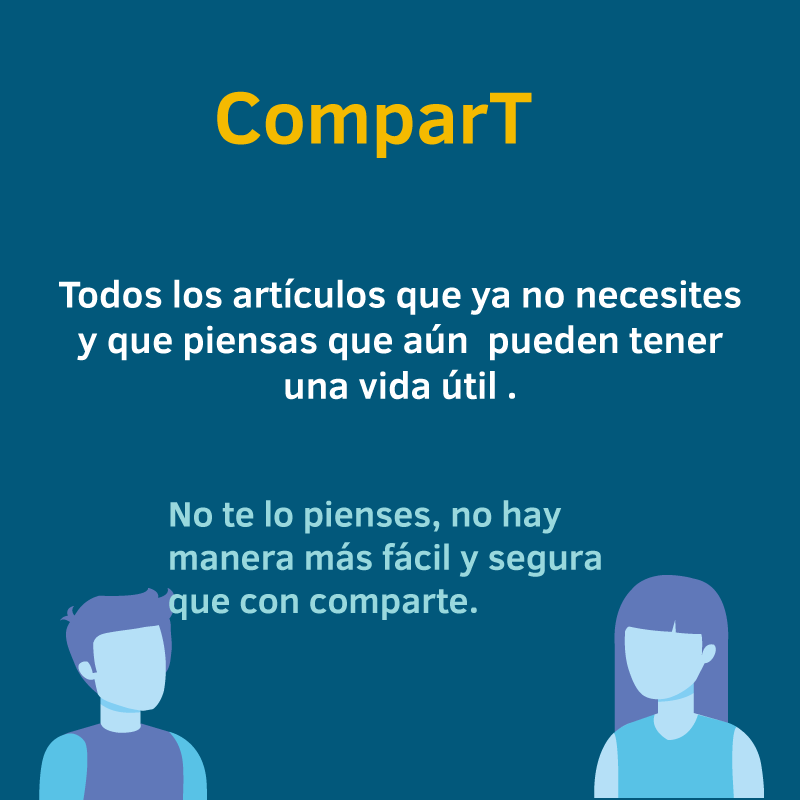 ComparT
Todos los artículos que ya no necesites
y que piensas que aún  pueden tener
una vida útil .
No te lo pienses, no hay
manera más fácil y segura
que con comparte.